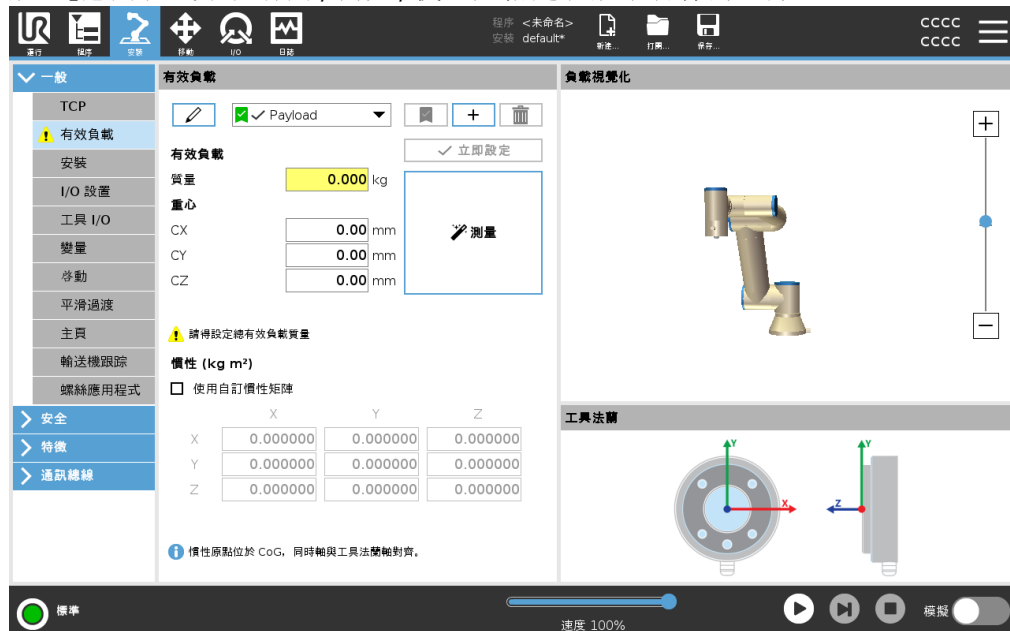 UR
運行
程序
安裝
移動
I/O
日誌
程序 <未命名>
安裝 default*
新建...
打開...
保存...
cccc
cccc
一般
TCP
有效負載
安裝
I/O 設置
工具 I/O
變量
啓動
平滑過渡
主頁
輸送機跟踪
螺絲應用程式
安全
特徵
通訊總線
有效負載
Payload
有效負載
立即設定
質量 0.000 kg
重心
CX 0.00 mm
CY 0.00 mm
CZ 0.00 mm
測量
請得設定總有效負載質量
慣性 (kg m²)
使用自訂慣性矩陣
X Y Z
X 0.000000 0.000000 0.000000
Y 0.000000 0.000000 0.000000
Z 0.000000 0.000000 0.000000
慣性原點位於 CoG, 同時軸與工具法蘭軸對齊。
負載視覺化
工具法蘭
Y
X
Y
Z
標準
速度 100%
模擬